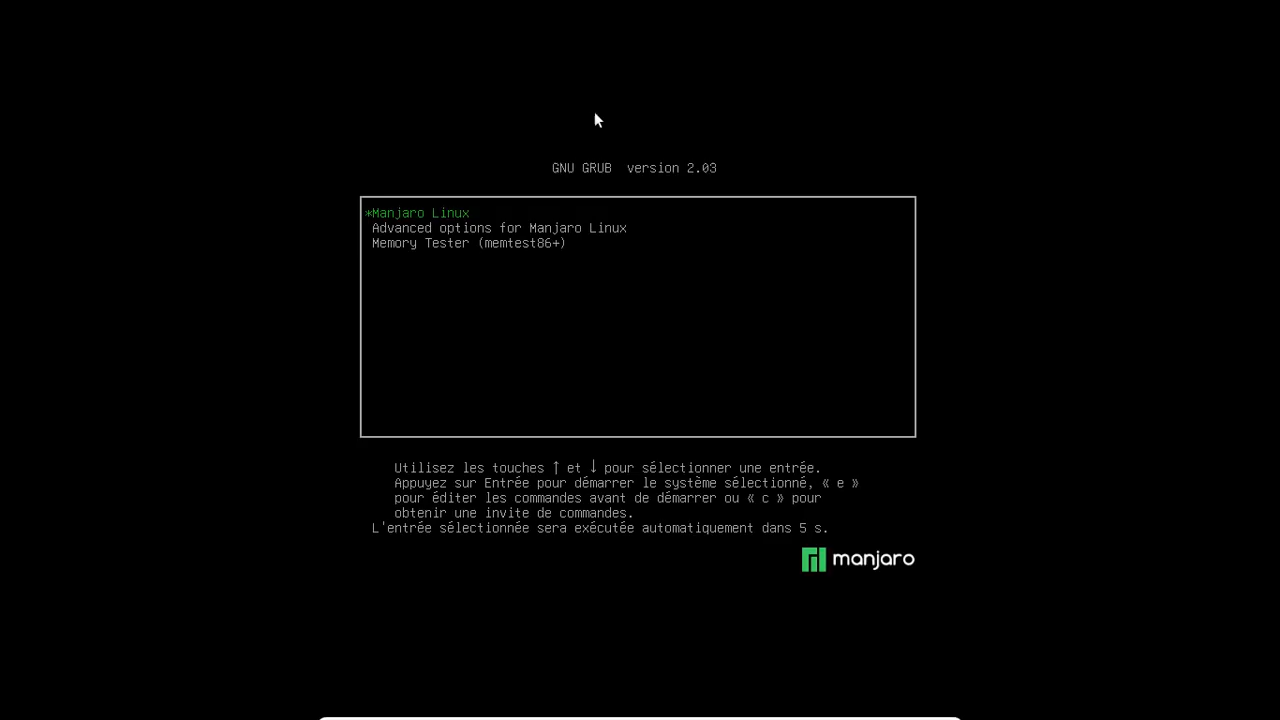 GNU GRUB  version 2.03
*Manjaro Linux
Advanced options for Manjaro Linux
Memory Tester (memtest86+)
Utilisez les touches ↑ et ↓ pour sélectionner une entrée.
Appuyez sur Entrée pour démarrer le système sélectionné, « e »
pour éditer les commandes avant de démarrer ou « c » pour
obtenir une invite de commandes.
L'entrée sélectionnée sera exécutée automatiquement dans 5 s.
manjaro